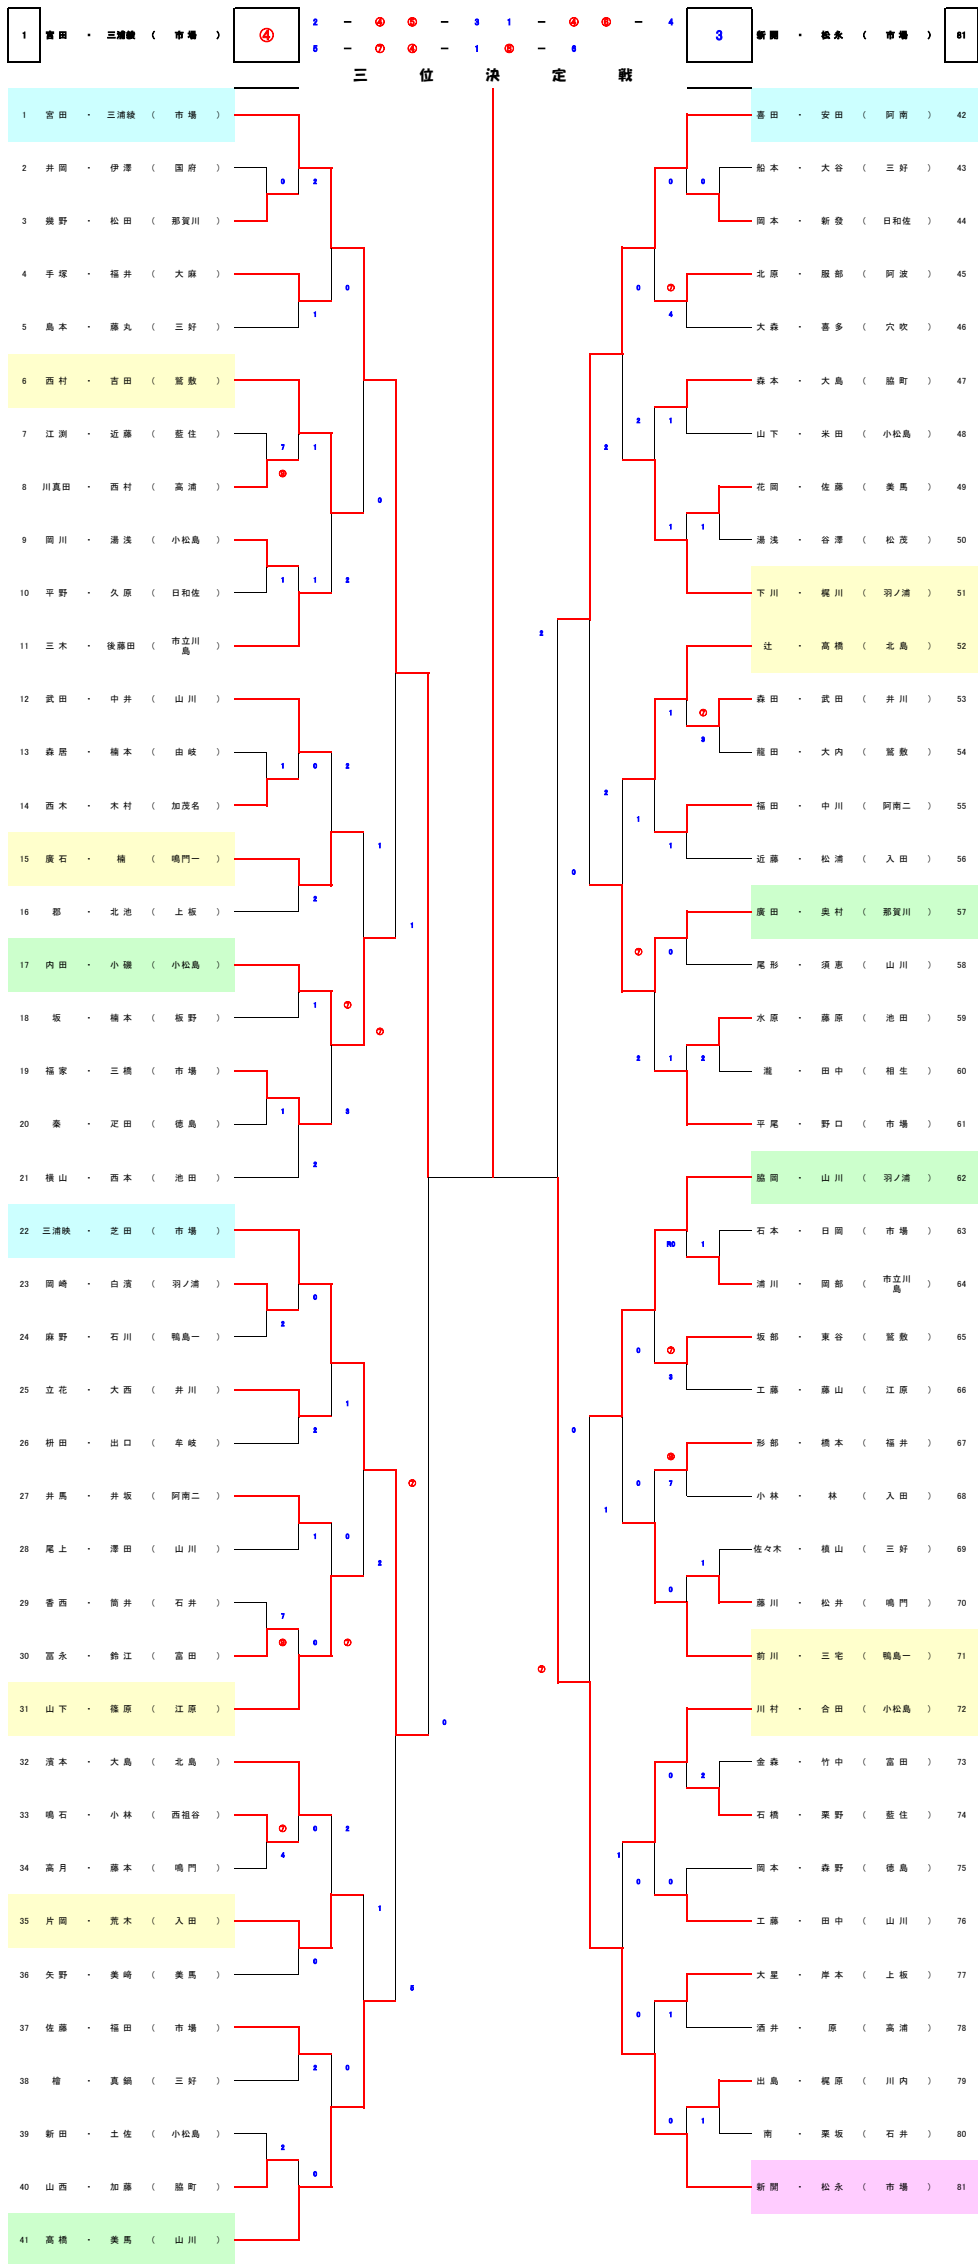 1 宮田 ・ 三浦綾 ( 市場 ) ④ 2 － ④ ⑤ － 3 1 － ④ ⑥ － 4 3 新開 ・ 松永 ( 市場 ) 81
5 － ⑦ ④ － 1 ⑧ － 6
三位決定戦
1 宮田 ・ 三浦綾 ( 市場 )
2 井岡 ・ 伊澤 ( 国府 )
3 幾野 ・ 松田 ( 那賀川 )
4 手塚 ・ 福井 ( 大麻 )
5 島本 ・ 藤丸 ( 三好 )
6 西村 ・ 吉田 ( 鷲敷 )
7 江渕 ・ 近藤 ( 藍住 )
8 川真田 ・ 西村 ( 高浦 )
9 岡川 ・ 湯浅 ( 小松島 )
10 平野 ・ 久原 ( 日和佐 )
11 三木 ・ 後藤田 ( 市立川島 )
12 武田 ・ 中井 ( 山川 )
13 森居 ・ 楠本 ( 由岐 )
14 西木 ・ 木村 ( 加茂名 )
15 廣石 ・ 楠 ( 鳴門一 )
16 郡 ・ 北池 ( 上板 )
17 内田 ・ 小磯 ( 小松島 )
18 坂 ・ 楠本 ( 板野 )
19 福家 ・ 三橋 ( 市場 )
20 秦 ・ 疋田 ( 徳島 )
21 横山 ・ 西本 ( 池田 )
22 三浦映 ・ 芝田 ( 市場 )
23 岡崎 ・ 白濱 ( 羽ノ浦 )
24 麻野 ・ 石川 ( 鴨島一 )
25 立花 ・ 大西 ( 井川 )
26 枡田 ・ 出口 ( 牟岐 )
27 井馬 ・ 井坂 ( 阿南二 )
28 尾上 ・ 澤田 ( 山川 )
29 香西 ・ 筒井 ( 石井 )
30 冨永 ・ 鈴江 ( 富田 )
31 山下 ・ 篠原 ( 江原 )
32 濱本 ・ 大島 ( 北島 )
33 鳴石 ・ 小林 ( 西祖谷 )
34 高月 ・ 藤本 ( 鳴門 )
35 片岡 ・ 荒木 ( 入田 )
36 矢野 ・ 美崎 ( 美馬 )
37 佐藤 ・ 福田 ( 市場 )
38 檜 ・ 真鍋 ( 三好 )
39 新田 ・ 土佐 ( 小松島 )
40 山西 ・ 加藤 ( 脇町 )
41 高橋 ・ 美馬 ( 山川 )
喜田 ・ 安田 ( 阿南 ) 42
船本 ・ 大谷 ( 三好 ) 43
岡本 ・ 新發 ( 日和佐 ) 44
北原 ・ 服部 ( 阿波 ) 45
大森 ・ 喜多 ( 穴吹 ) 46
森本 ・ 大島 ( 脇町 ) 47
山下 ・ 米田 ( 小松島 ) 48
花岡 ・ 佐藤 ( 美馬 ) 49
湯浅 ・ 谷澤 ( 松茂 ) 50
下川 ・ 梶川 ( 羽ノ浦 ) 51
辻 ・ 高橋 ( 北島 ) 52
森田 ・ 武田 ( 井川 ) 53
龍田 ・ 大内 ( 鷲敷 ) 54
福田 ・ 中川 ( 阿南二 ) 55
近藤 ・ 松浦 ( 入田 ) 56
廣田 ・ 奥村 ( 那賀川 ) 57
尾形 ・ 須恵 ( 山川 ) 58
水原 ・ 藤原 ( 池田 ) 59
瀧 ・ 田中 ( 相生 ) 60
平尾 ・ 野口 ( 市場 ) 61
脇岡 ・ 山川 ( 羽ノ浦 ) 62
石本 ・ 日岡 ( 市場 ) 63
浦川 ・ 岡部 ( 市立川島 ) 64
坂部 ・ 東谷 ( 鷲敷 ) 65
工藤 ・ 藤山 ( 江原 ) 66
形部 ・ 橋本 ( 福井 ) 67
小林 ・ 林 ( 入田 ) 68
佐々木 ・ 槙山 ( 三好 ) 69
藤川 ・ 松井 ( 鳴門 ) 70
前川 ・ 三宅 ( 鴨島一 ) 71
川村 ・ 合田 ( 小松島 ) 72
金森 ・ 竹中 ( 富田 ) 73
石橋 ・ 栗野 ( 藍住 ) 74
岡本 ・ 森野 ( 徳島 ) 75
工藤 ・ 田中 ( 山川 ) 76
大星 ・ 岸本 ( 上板 ) 77
酒井 ・ 原 ( 高浦 ) 78
出島 ・ 梶原 ( 川内 ) 79
南 ・ 栗坂 ( 石井 ) 80
新開 ・ 松永 ( 市場 ) 81